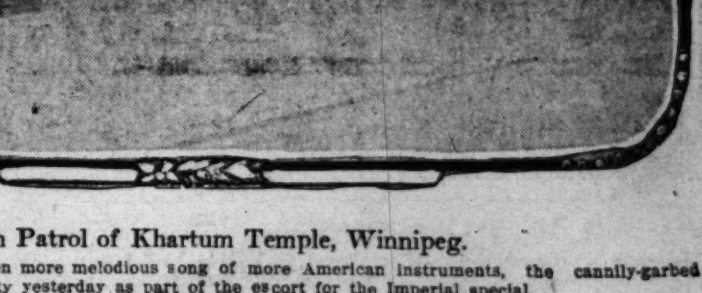 Patrol of Khartum Temple, Winnipeg.
more melodious song of more American instruments, the cannily-garbed
yesterday as part of the escort for the Imperial special